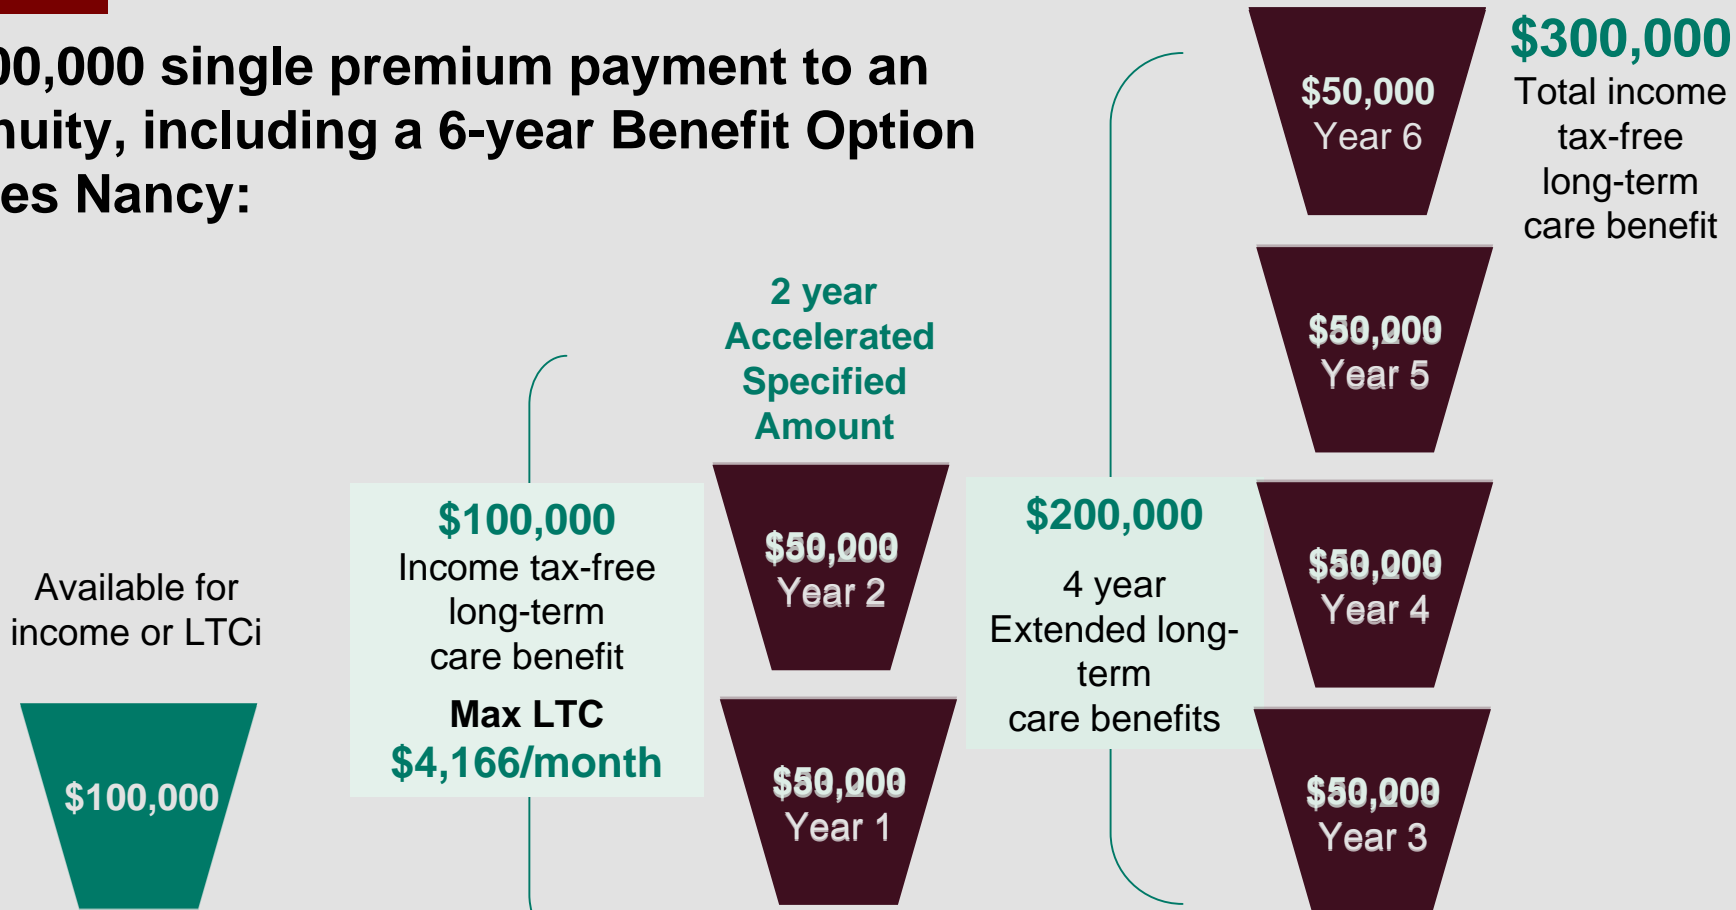 00,000 single premium payment to an
nuity, including a 6-year Benefit Option
es Nancy:
Available for
income or LTCi
$100,000
$100,000
Income tax-free
long-term
care benefit
Max LTC
$4,166/month
2 year
Accelerated
Specified
Amount
$50,000
Year 2
$50,000
Year 1
$200,000
4 year
Extended long-
term
care benefits
$50,000
Year 6
$50,000
Year 5
$50,000
Year 4
$50,000
Year 3
$300,000
Total income
tax-free
long-term
care benefit